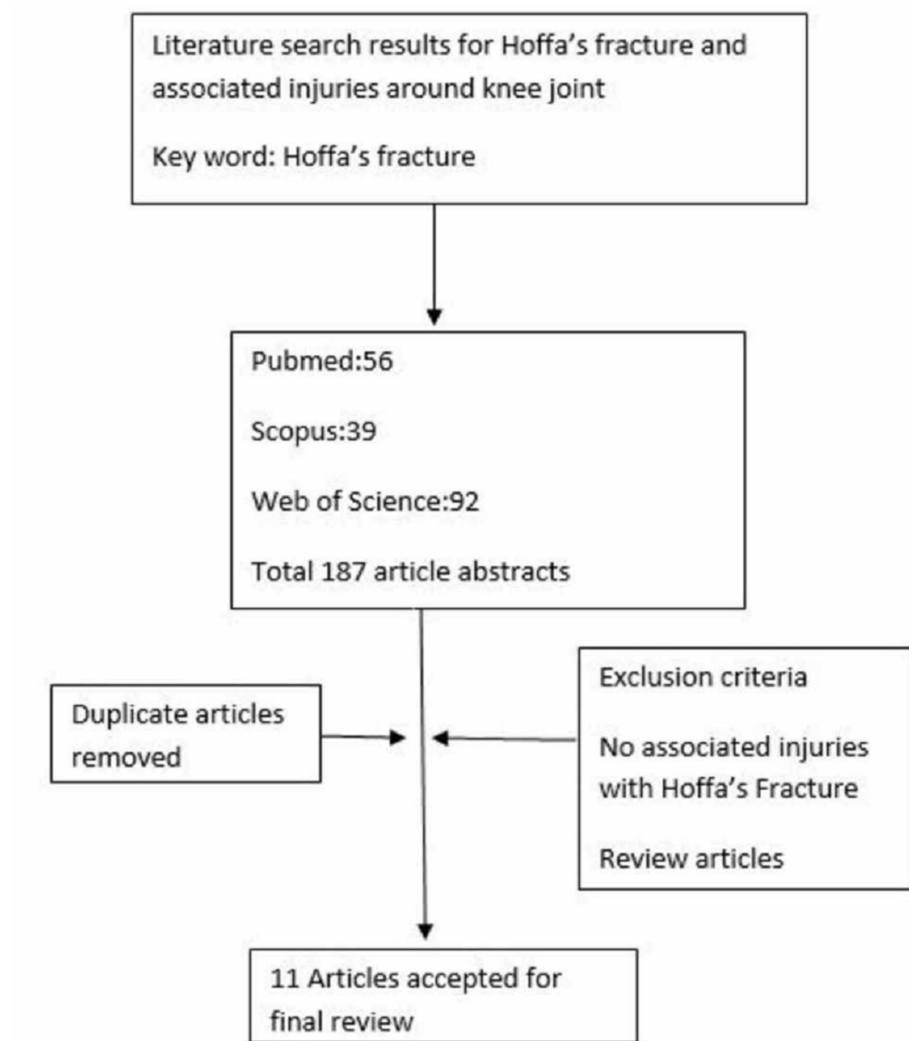 Literature search results for Hoffa's fracture and
associated injuries around knee joint
Key word: Hoffa's fracture
Pubmed:56
Scopus:39
Web of Science:92
Total 187 article abstracts
Duplicate articles
removed
Exclusion criteria
No associated injuries
with Hoffa's Fracture
Review articles
11 Articles accepted for
final review